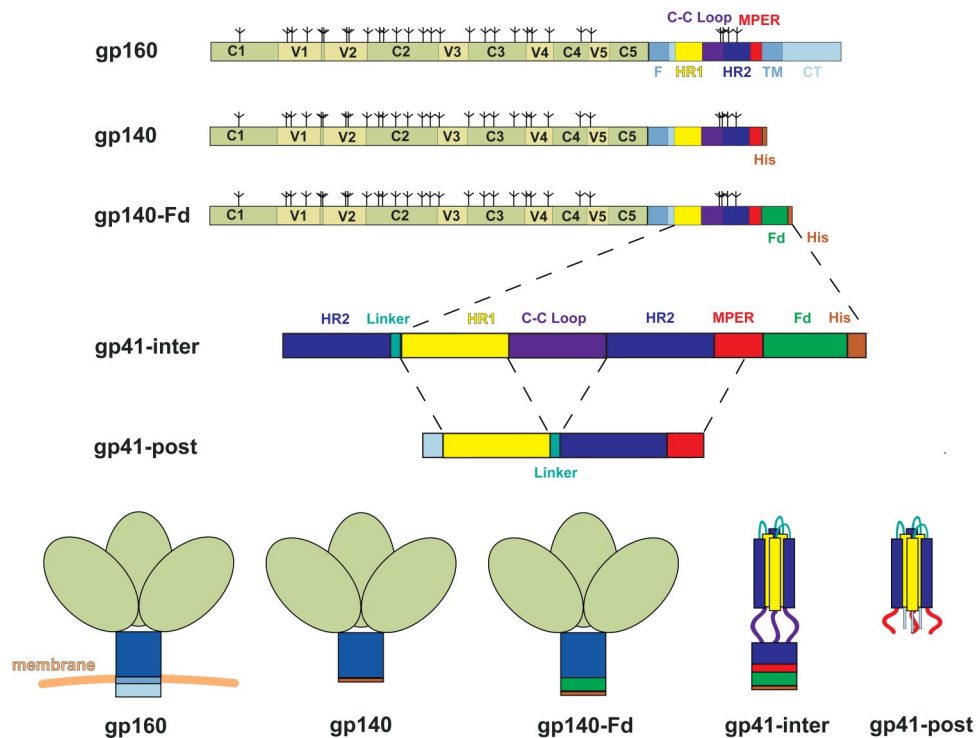 C-C Loop MPER
gp160 C1 V1 V2 C2 V3 C3 V4 C4 V5 C5
F HR1 HR2 TM CT
gp140 C1 V1 V2 C2 V3 C3 V4 C4 V5 C5
His
gp140-Fd C1 V1 V2 C2 V3 C3 V4 C4 V5 C5
Fd His
HR2 Linker HR1 C-C Loop HR2 MPER Fd His
gp41-inter
gp41-post
Linker
membrane
gp160 gp140 gp140-Fd gp41-inter gp41-post